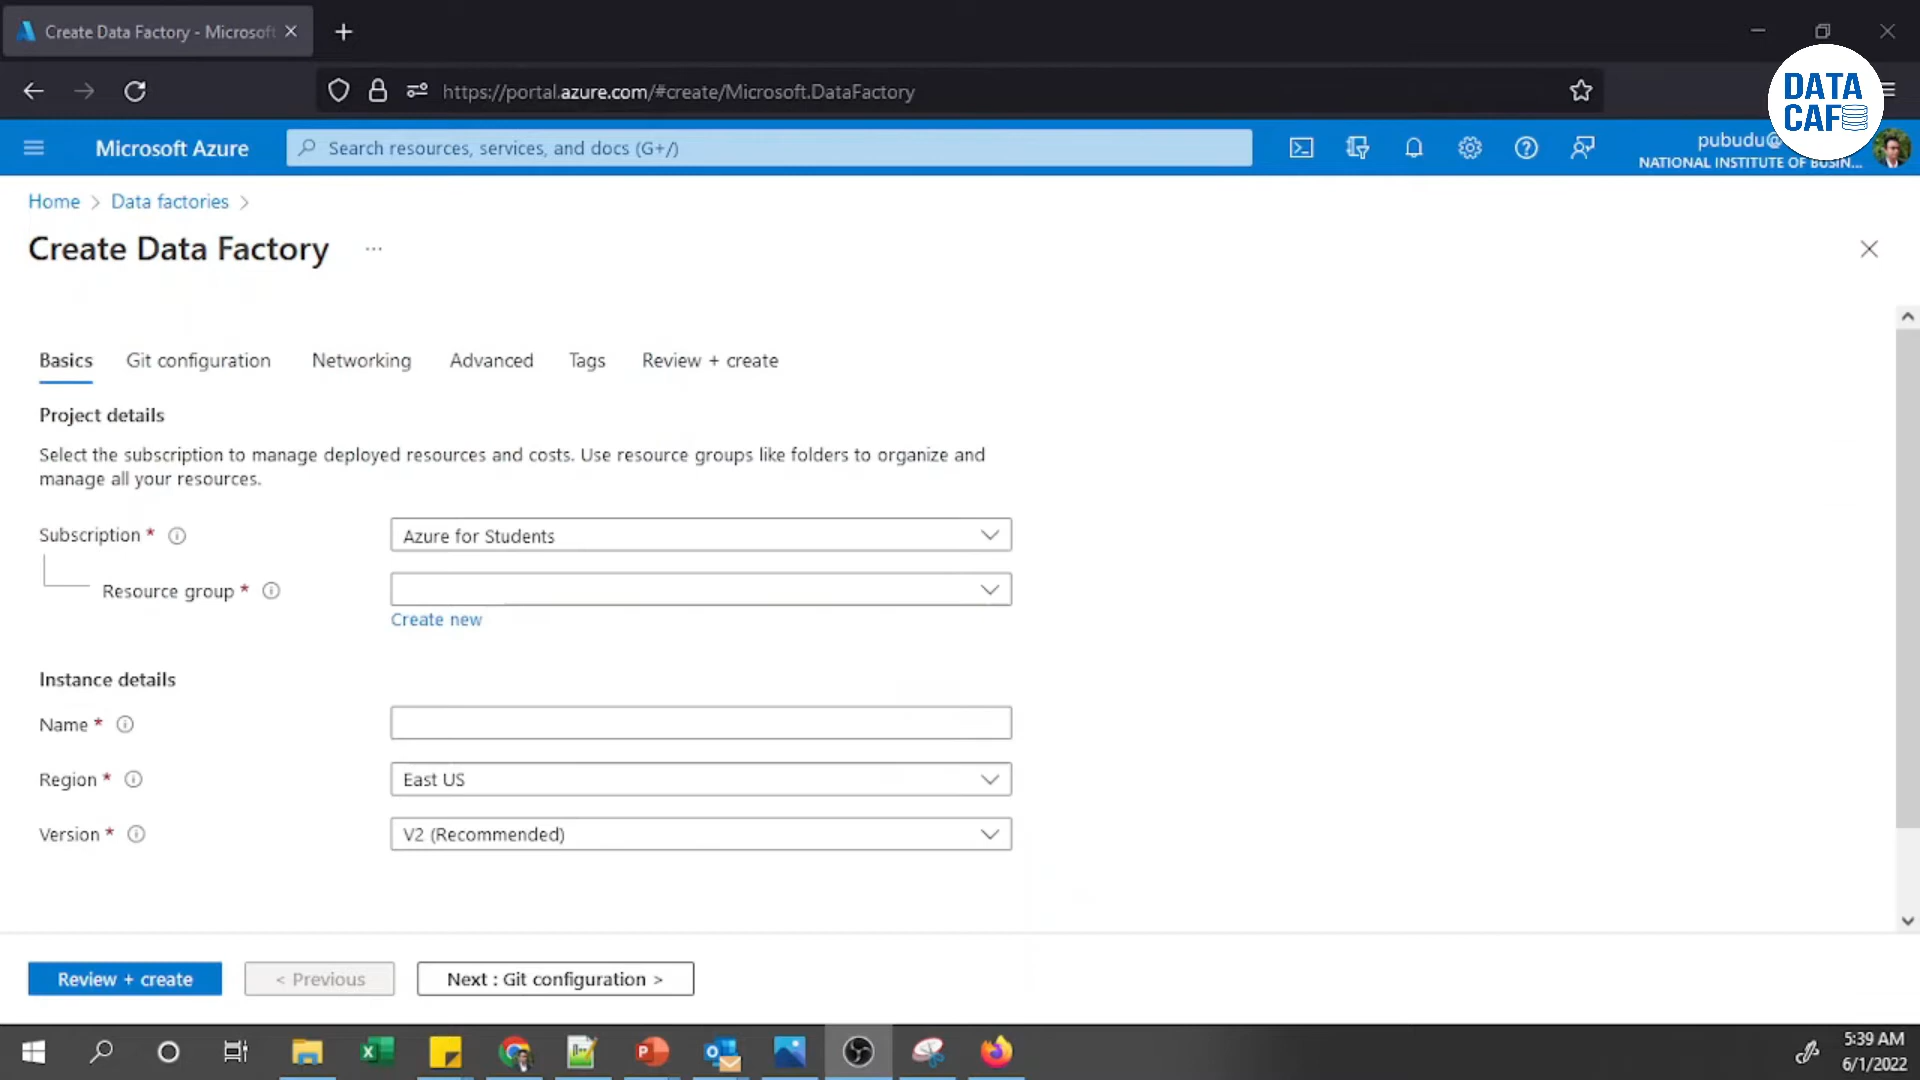 Create Data Factory - Microsoft
https://portal.azure.com/#create/Microsoft.DataFactory
DATA
CAF
Microsoft Azure
Search resources, services, and docs (G+/)
pubudu@
NATIONAL INSTITUTE OF BUSIN...
Home > Data factories >
Create Data Factory ...
Basics Git configuration Networking Advanced Tags Review + create
Project details
Select the subscription to manage deployed resources and costs. Use resource groups like folders to organize and
manage all your resources.
Subscription * Azure for Students
Resource group *
Create new
Instance details
Name *
Region * East US
Version * V2 (Recommended)
Review + create < Previous Next : Git configuration >
5:39 AM
6/1/2022